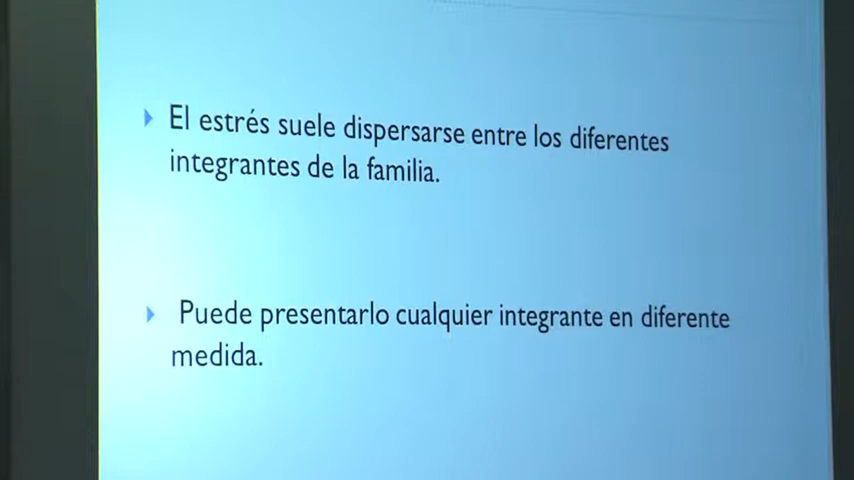 El estrés suele dispersarse entre los diferentes
integrantes de la familia.
Puede presentarlo cualquier integrante en diferente
medida.